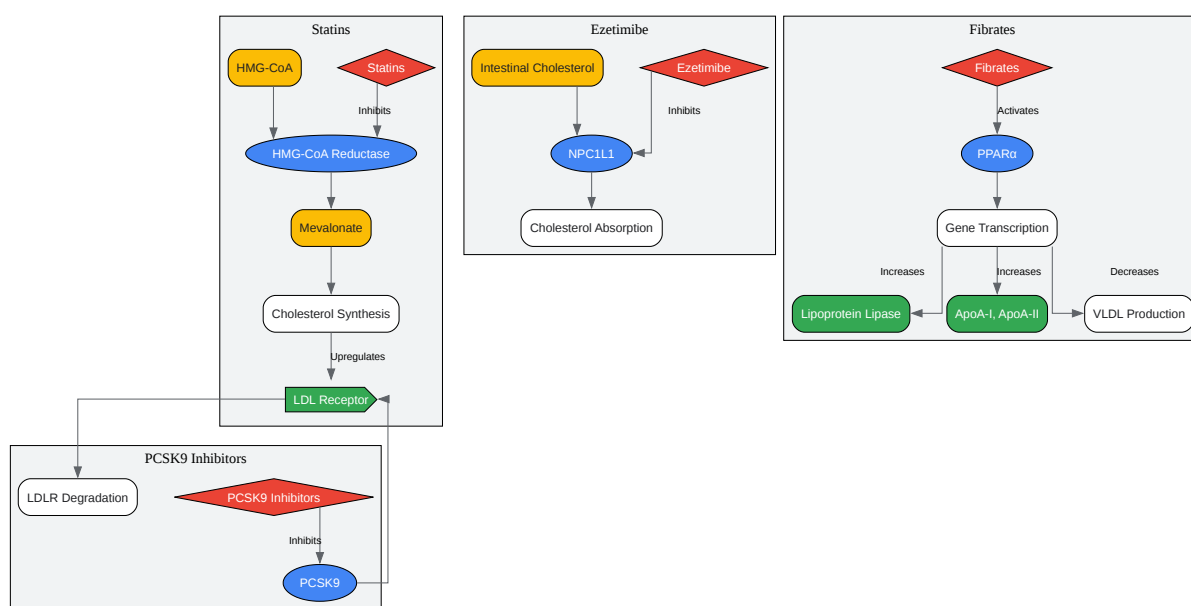 Statins
HMG-CoA
Statins
Inhibits
HMG-CoA Reductase
Mevalonate
Cholesterol Synthesis
Upregulates
LDL Receptor
Ezetimibe
Intestinal Cholesterol
Ezetimibe
Inhibits
NPC1L1
Cholesterol Absorption
Fibrates
Fibrates
Activates
PPARα
Gene Transcription
Increases
Increases
Decreases
Lipoprotein Lipase
ApoA-I, ApoA-II
VLDL Production
PCSK9 Inhibitors
LDLR Degradation
PCSK9 Inhibitors
Inhibits
PCSK9